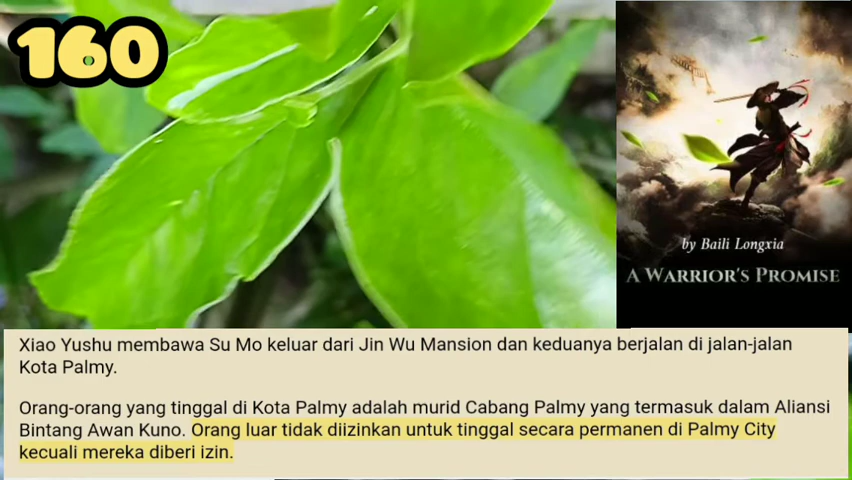 160
by Baili Longxia
A WARRIOR'S PROMISE
Xiao Yushu membawa Su Mo keluar dari Jin Wu Mansion dan keduanya berjalan di jalan-jalan
Kota Palmy.
Orang-orang yang tinggal di Kota Palmy adalah murid Cabang Palmy yang termasuk dalam Aliansi
Bintang Awan Kuno. Orang luar tidak diizinkan untuk tinggal secara permanen di Palmy City
kecuali mereka diberi izin.